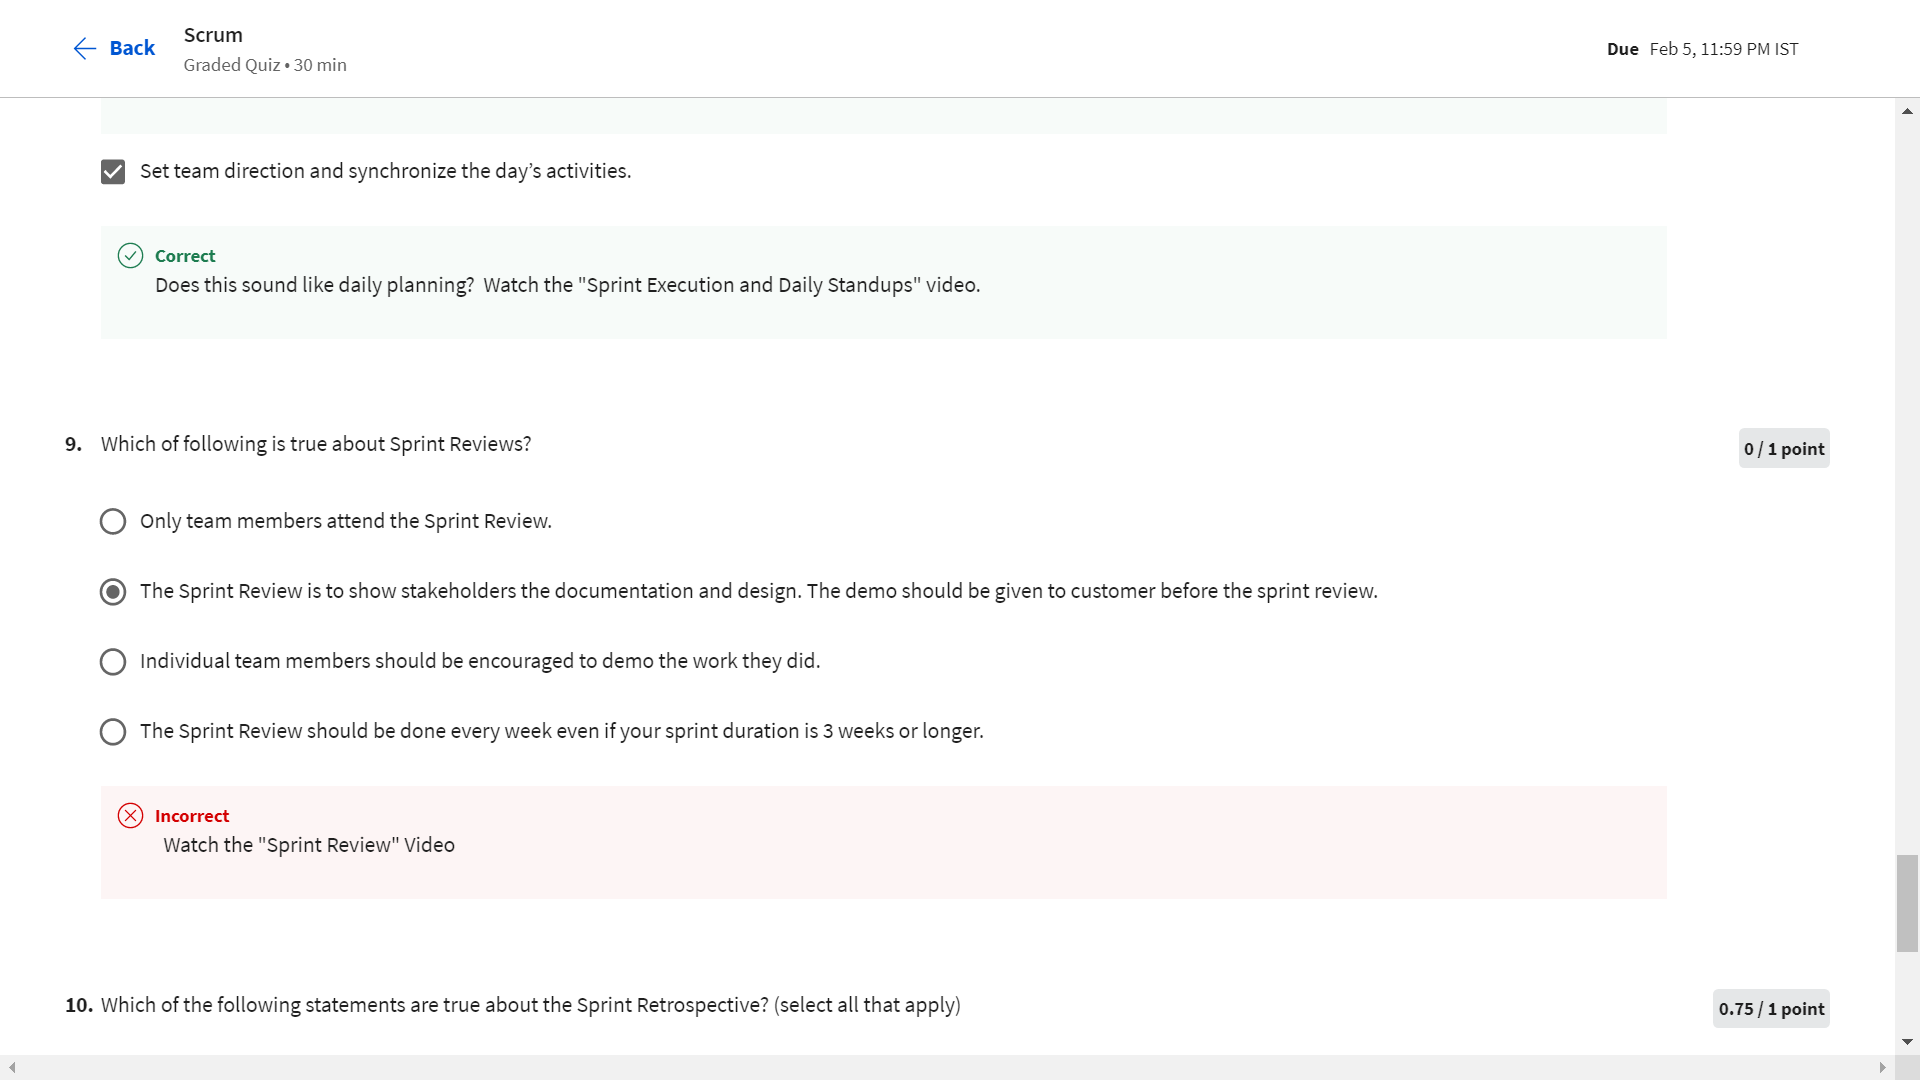 Back
Scrum
Graded Quiz • 30 min
Due Feb 5, 11:59 PM IST
Set team direction and synchronize the day’s activities.
Correct
Does this sound like daily planning?  Watch the "Sprint Execution and Daily Standups" video.
9. Which of following is true about Sprint Reviews?
0 / 1 point
Only team members attend the Sprint Review.
The Sprint Review is to show stakeholders the documentation and design. The demo should be given to customer before the sprint review.
Individual team members should be encouraged to demo the work they did.
The Sprint Review should be done every week even if your sprint duration is 3 weeks or longer.
Incorrect
Watch the "Sprint Review" Video
10. Which of the following statements are true about the Sprint Retrospective? (select all that apply)
0.75 / 1 point